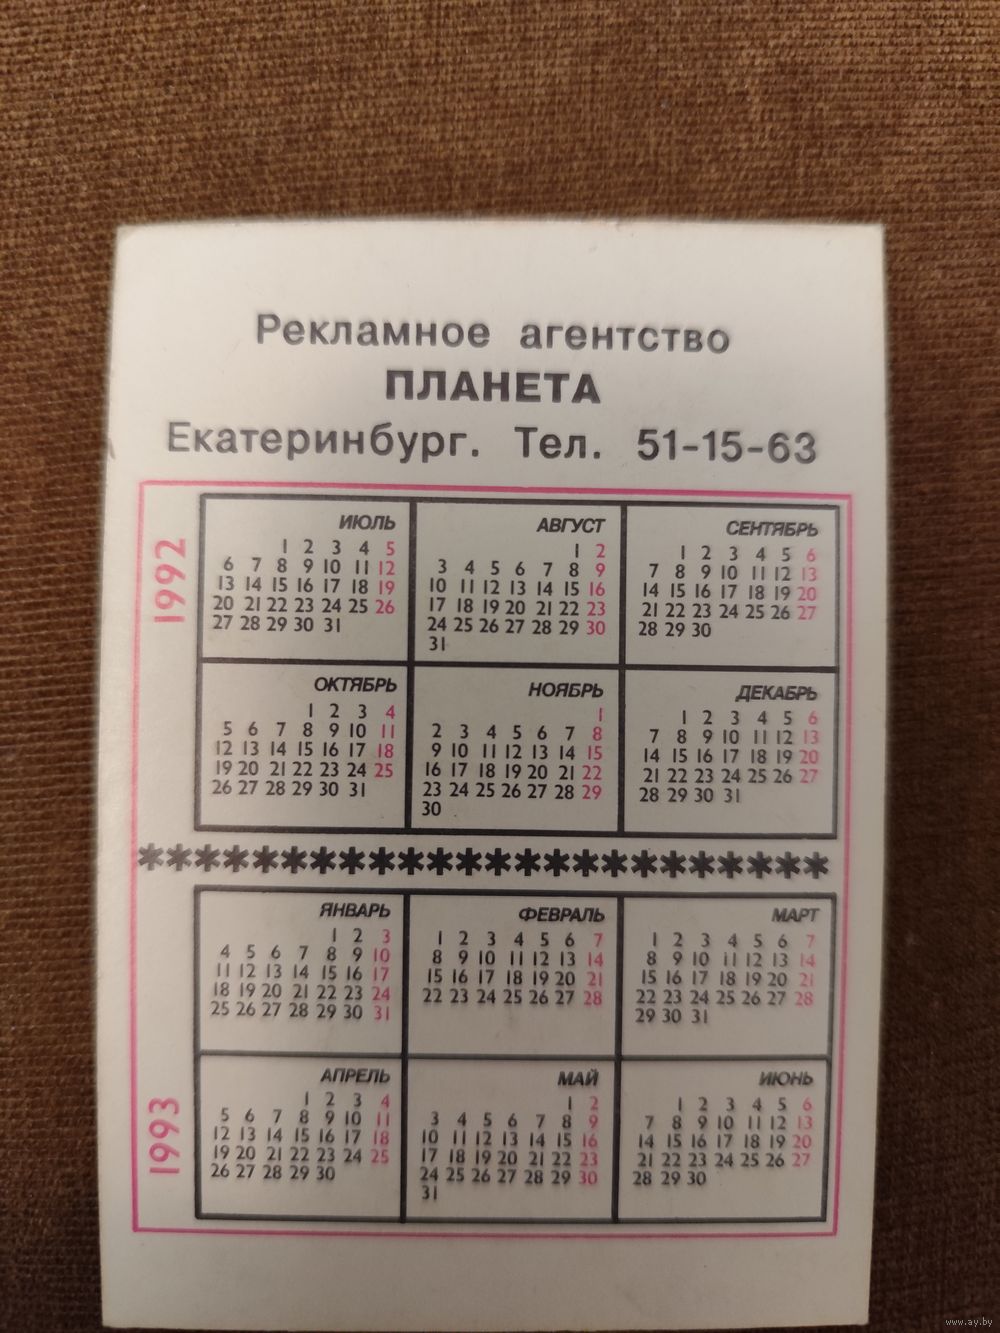 Рекламное агентство
ПЛАНЕТА
Екатеринбург. Тел. 51-15-63
1992
ИЮЛЬ
1 2 3 4 5
6 7 8 9 10 11 12
13 14 15 16 17 18 19
20 21 22 23 24 25 26
27 28 29 30 31
АВГУСТ
1 2
3 4 5 6 7 8 9
10 11 12 13 14 15 16
17 18 19 20 21 22 23
24 25 26 27 28 29 30
31
СЕНТЯБРЬ
1 2 3 4 5 6
7 8 9 10 11 12 13
14 15 16 17 18 19 20
21 22 23 24 25 26 27
28 29 30
ОКТЯБРЬ
1 2 3 4
5 6 7 8 9 10 11
12 13 14 15 16 17 18
19 20 21 22 23 24 25
26 27 28 29 30 31
НОЯБРЬ
1
2 3 4 5 6 7 8
9 10 11 12 13 14 15
16 17 18 19 20 21 22
23 24 25 26 27 28 29
30
ДЕКАБРЬ
1 2 3 4 5 6
7 8 9 10 11 12 13
14 15 16 17 18 19 20
21 22 23 24 25 26 27
28 29 30 31
************************
1993
ЯНВАРЬ
1 2 3
4 5 6 7 8 9 10
11 12 13 14 15 16 17
18 19 20 21 22 23 24
25 26 27 28 29 30 31
ФЕВРАЛЬ
1 2 3 4 5 6 7
8 9 10 11 12 13 14
15 16 17 18 19 20 21
22 23 24 25 26 27 28
МАРТ
1 2 3 4 5 6 7
8 9 10 11 12 13 14
15 16 17 18 19 20 21
22 23 24 25 26 27 28
29 30 31
АПРЕЛЬ
1 2 3 4
5 6 7 8 9 10 11
12 13 14 15 16 17 18
19 20 21 22 23 24 25
26 27 28 29 30
МАЙ
1 2
3 4 5 6 7 8 9
10 11 12 13 14 15 16
17 18 19 20 21 22 23
24 25 26 27 28 29 30
31
ИЮНЬ
1 2 3 4 5 6
7 8 9 10 11 12 13
14 15 16 17 18 19 20
21 22 23 24 25 26 27
28 29 30
www.ay.by